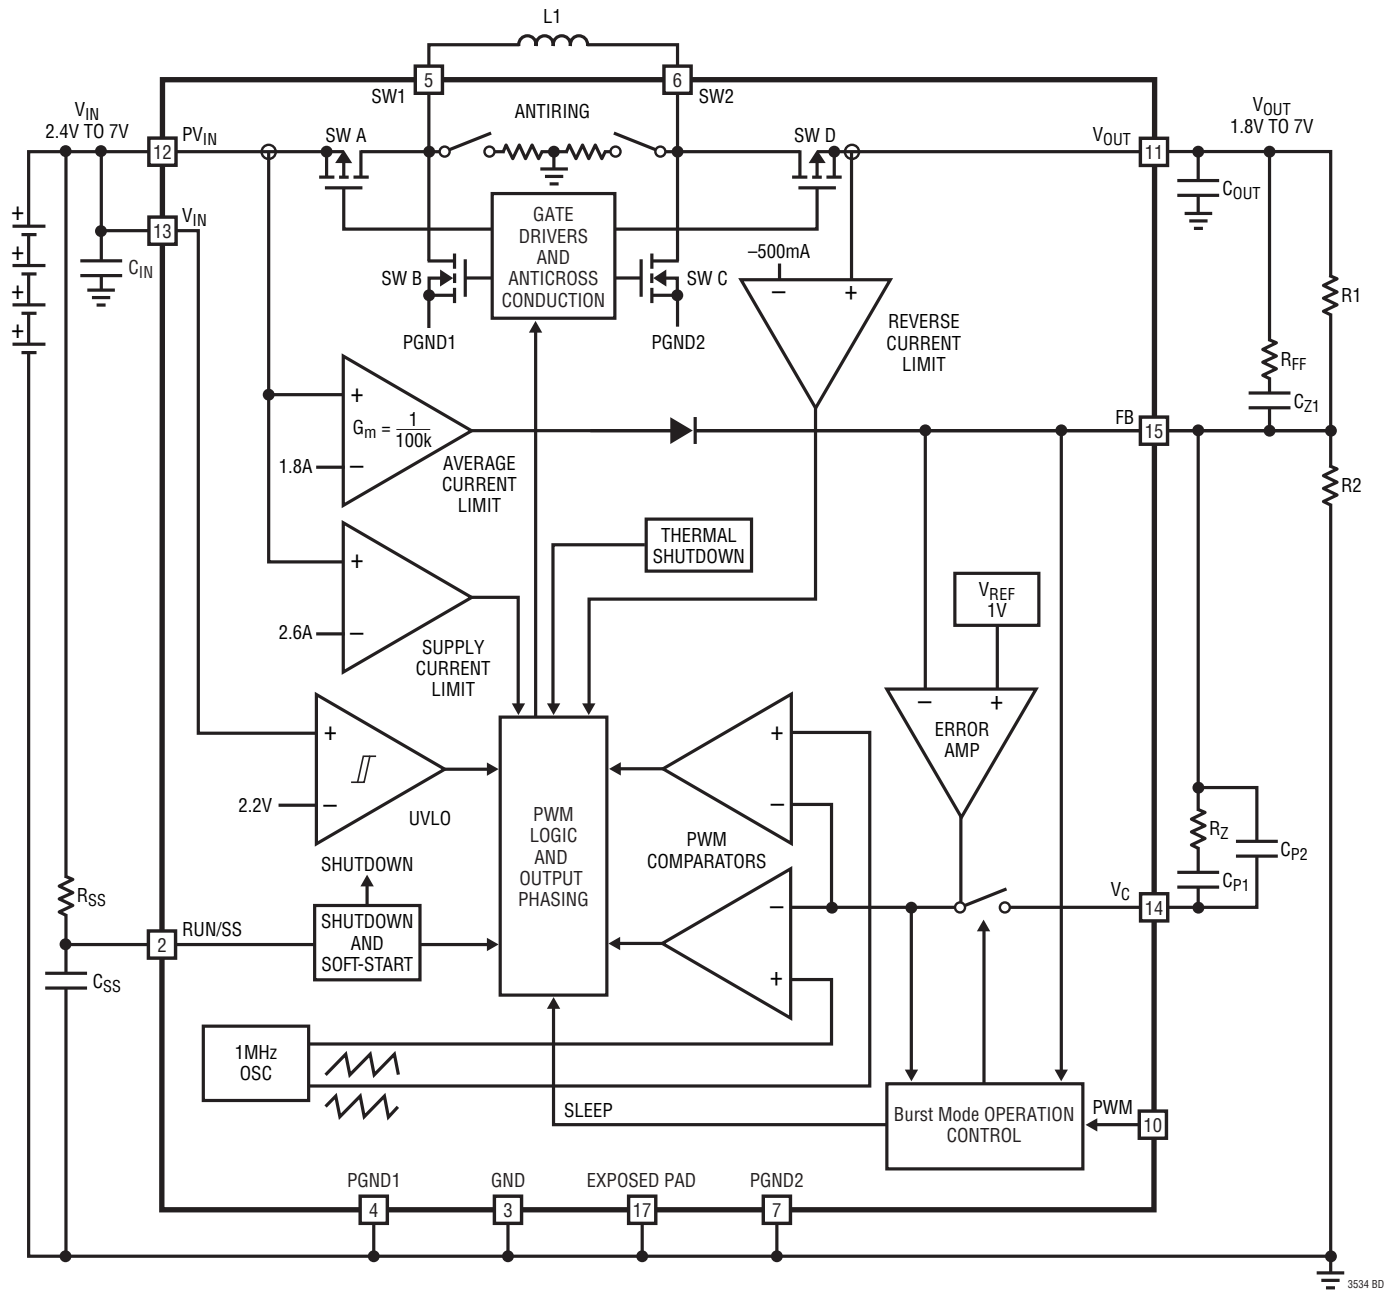 L1
5
6
SW1
SW2
ANTIRING
VIN
2.4V TO 7V
PVIN
12
SW A
SW D
VOUT
11
VOUT
1.8V TO 7V
COUT
VIN
13
CIN
+
+
+
+
GATE
DRIVERS
AND
ANTICROSS
CONDUCTION
SW B
SW C
PGND1
PGND2
–500mA
–
+
REVERSE
CURRENT
LIMIT
R1
RFF
CZ1
+
Gm = 1
100k
1.8A
–
AVERAGE
CURRENT
LIMIT
FB
15
R2
THERMAL
SHUTDOWN
+
2.6A
–
SUPPLY
CURRENT
LIMIT
VREF
1V
–
+
ERROR
AMP
+
2.2V
–
UVLO
PWM
LOGIC
AND
OUTPUT
PHASING
+
–
PWM
COMPARATORS
–
+
RZ
CP1
CP2
VC
14
SHUTDOWN
SHUTDOWN
AND
SOFT-START
RSS
RUN/SS
2
CSS
1MHz
OSC
SLEEP
Burst Mode OPERATION
CONTROL
PWM
10
PGND1
GND
EXPOSED PAD
PGND2
4
3
17
7
3534 BD